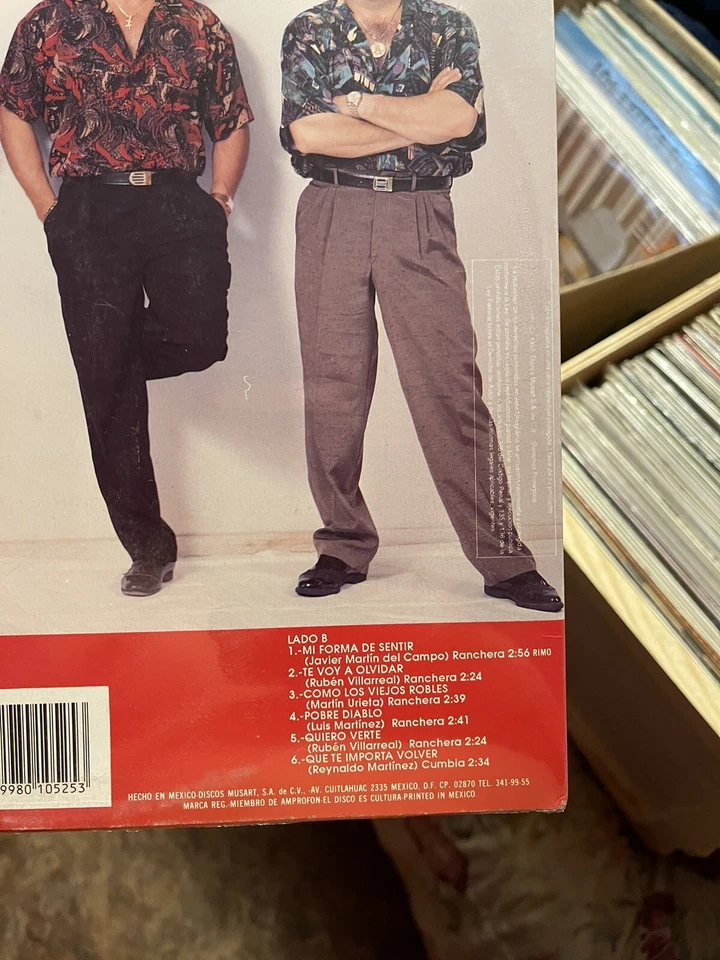 LADO B
1.-MI FORMA DE SENTIR
(Javier Martín del Campo) Ranchera 2:56 RIMO
2.-TE VOY A OLVIDAR
(Rubén Villarreal) Ranchera 2:24
3.-COMO LOS VIEJOS ROBLES
(Martín Urieta) Ranchera 2:39
4.-POBRE DIABLO
(Luis Martínez) Ranchera 2:41
5.-QUIERO VERTE
(Rubén Villarreal) Ranchera 2:24
6.-QUE TE IMPORTA VOLVER
(Reynaldo Martínez) Cumbia 2:34
9980 105253
HECHO EN MEXICO-DISCOS MUSART, S.A. de C.V., -AV. CUITLAHUAC 2335 MEXICO, D.F. CP. 02870 TEL. 341-99-55
MARCA REG.-MIEMBRO DE AMPROFON-EL DISCO ES CULTURA-PRINTED IN MEXICO